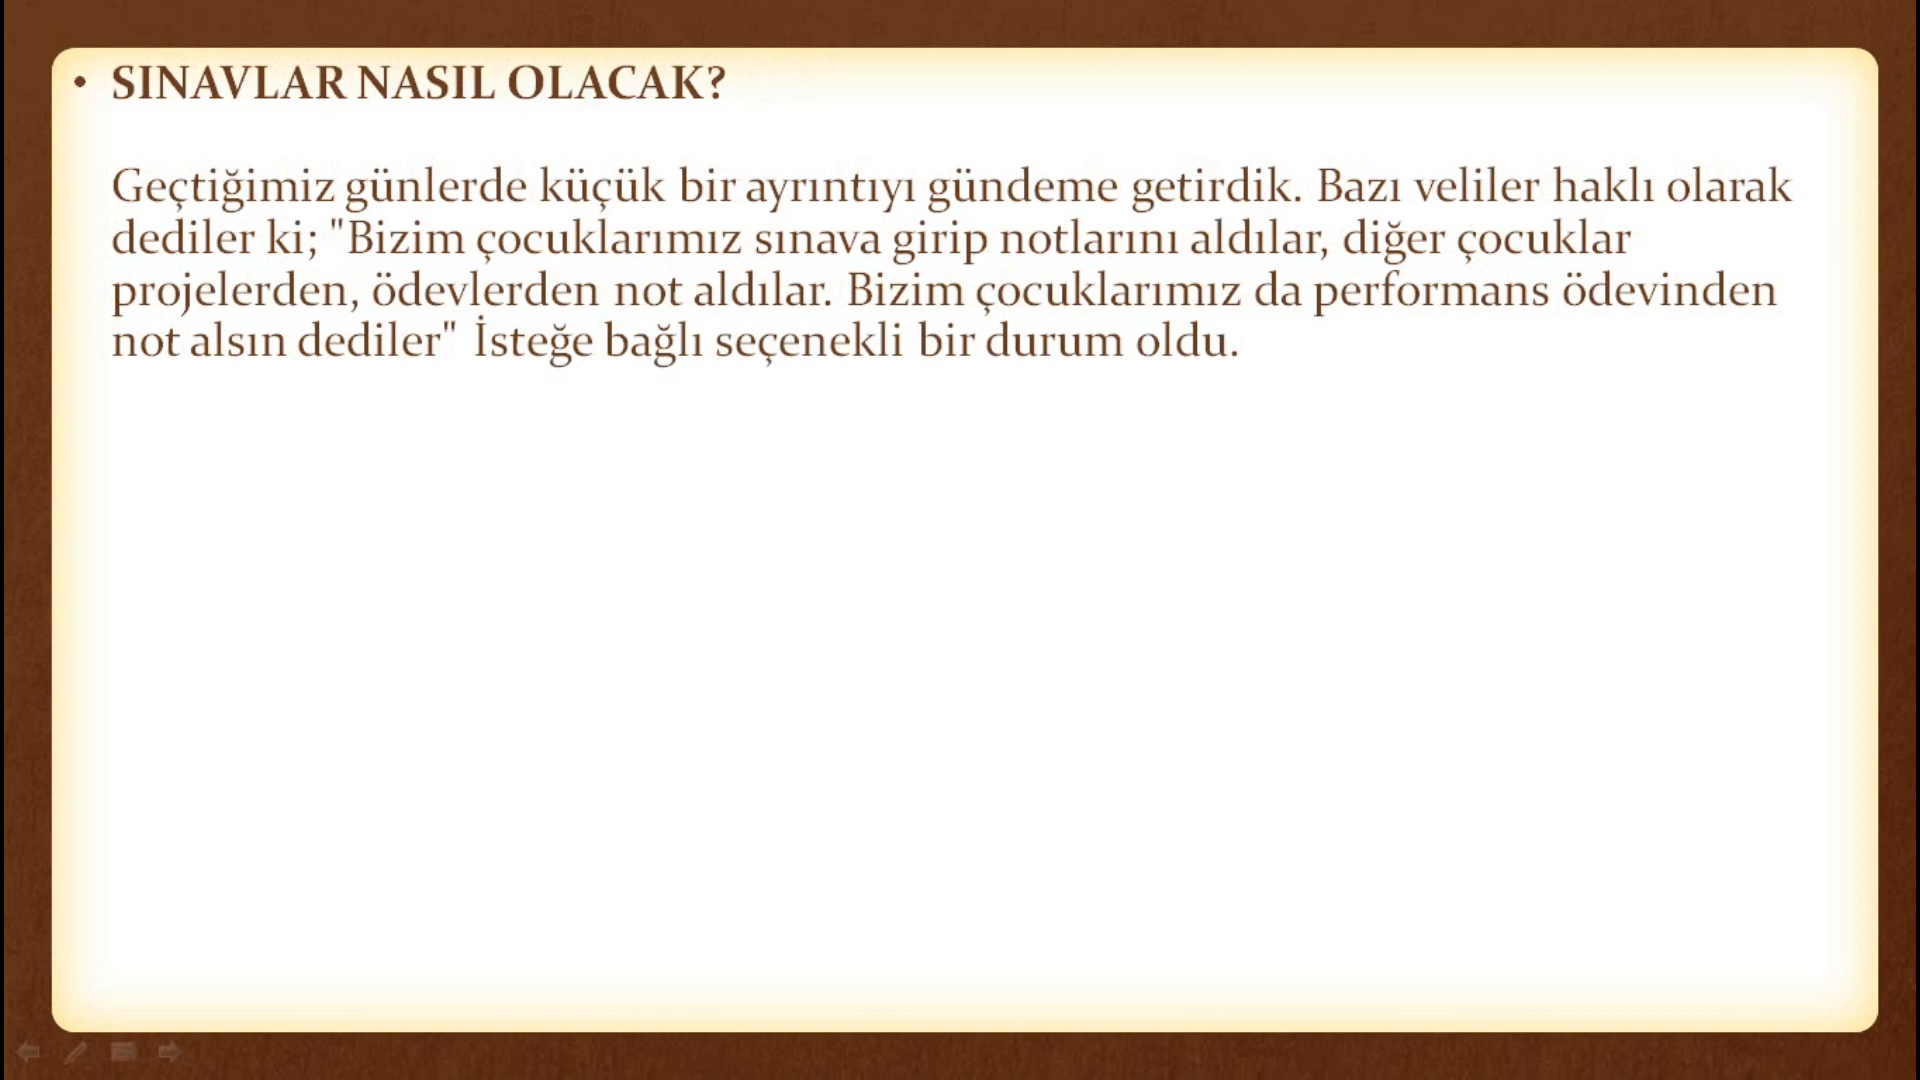 • SINAVLAR NASIL OLACAK?
Geçtiğimiz günlerde küçük bir ayrıntıyı gündeme getirdik. Bazı veliler haklı olarak
dediler ki; "Bizim çocuklarımız sınava girip notlarını aldılar, diğer çocuklar
projelerden, ödevlerden not aldılar. Bizim çocuklarımız da performans ödevinden
not alsın dediler" İsteğe bağlı seçenekli bir durum oldu.